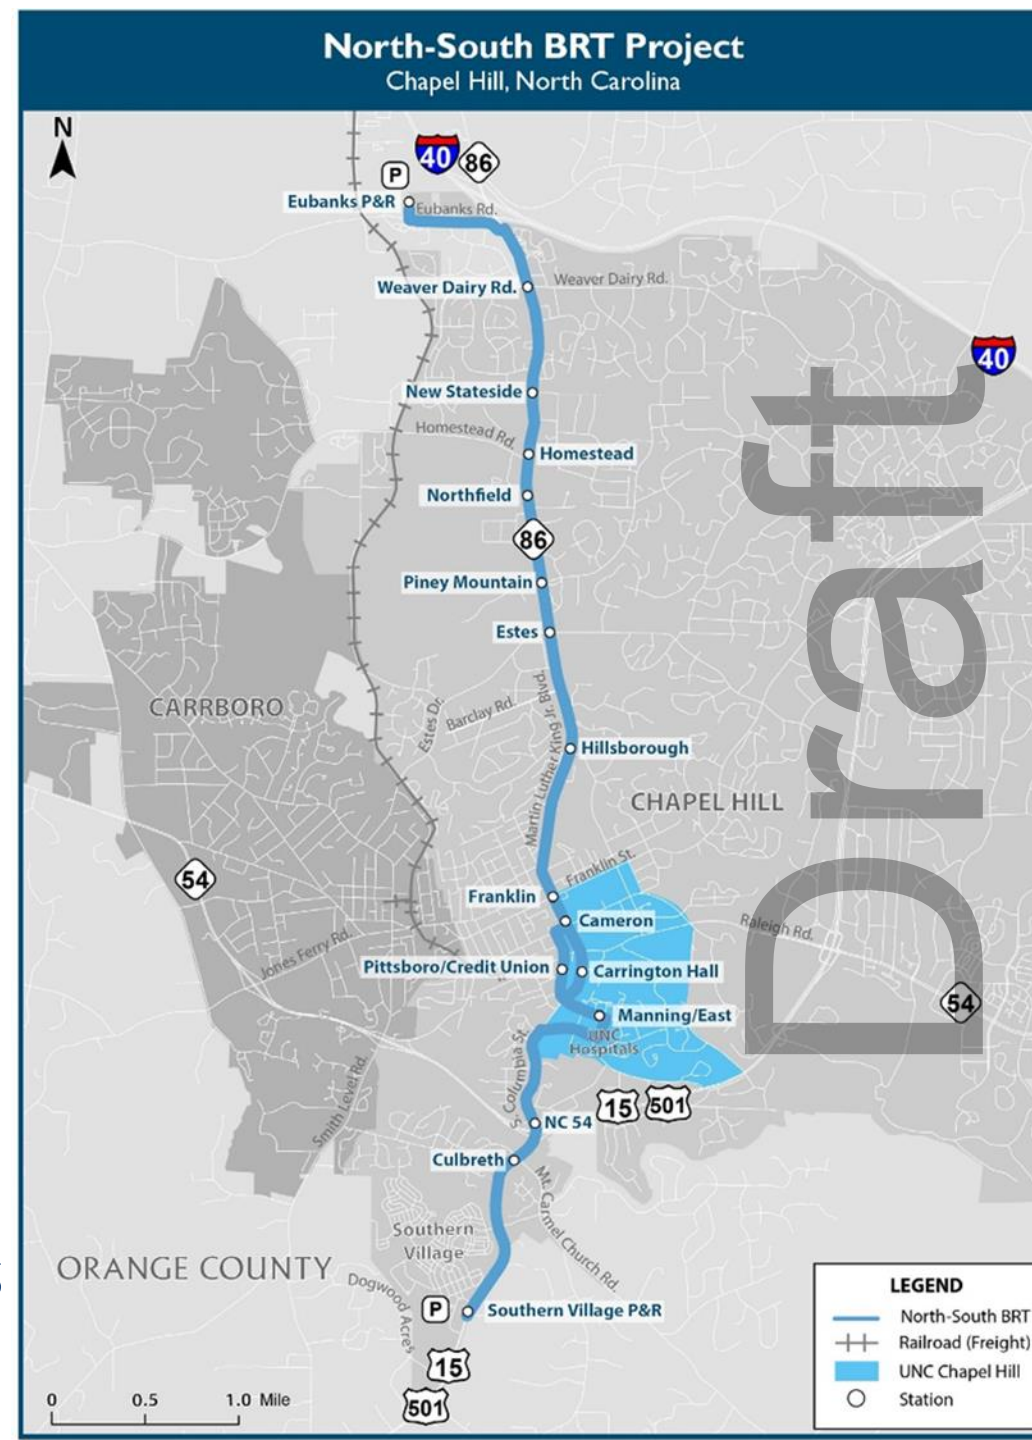 North-South BRT Project
Chapel Hill, North Carolina
N
40
86
P
Eubanks P&R
Eubanks Rd.
Weaver Dairy Rd.
Weaver Dairy Rd.
40
New Stateside
Homestead Rd.
Homestead
Northfield
86
Piney Mountain
Estes
Draft
CARRBORO
Estes Dr.
Barclay Rd.
Martin Luther King Jr. Blvd.
Hillsborough
CHAPEL HILL
54
Franklin St.
Franklin
Cameron
Raleigh Rd.
Jones Ferry Rd.
Pittsboro/Credit Union
Carrington Hall
54
Manning/East
UNC
Hospitals
S. Columbia St.
Smith Level Rd.
15
501
NC 54
Culbreth
Mt. Carmel Church Rd.
Southern
Village
ORANGE COUNTY
Dogwood Acres
P
Southern Village P&R
15
501
0 0.5 1.0 Mile
LEGEND
North-South BRT
Railroad (Freight)
UNC Chapel Hill
Station